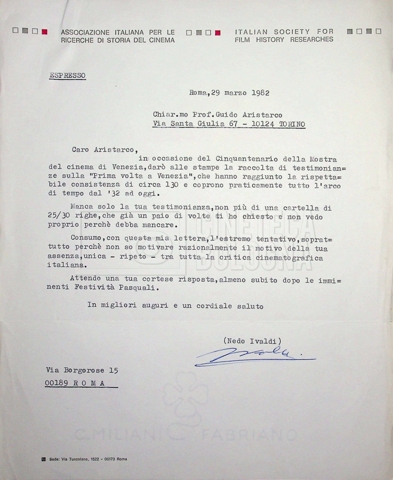 ASSOCIAZIONE ITALIANA PER LE
RICERCHE DI STORIA DEL CINEMA
ITALIAN SOCIETY FOR
FILM HISTORY RESEARCHES
ESPRESSO
Roma,29 marzo 1982
Chiar.mo Prof.Guido Aristarco
Via Santa Giulia 67 - 10124 TORINO
Caro Aristarco,
in occasione del Cinquantenario della Mostra
del cinema di Venezia,darò alle stampe la raccolta di testimonian=
ze sulla "Prima volta a Venezia",che hanno raggiunto la rispetta=
bile consistenza di circa 130 e coprono praticamente tutto l'arco
di tempo dal '32 ad oggi.
Manca solo la tua testimonianza,non più di una cartella di
25/30 righe,che già un paio di volte ti ho chiesto e non vedo
proprio perchè debba mancare.
Consumo,con questa mia lettera,l'estremo tentativo,soprat=
tutto perchè non so motivare razionalmente il motivo della tua
assenza,unica - ripeto - tra tutta la critica cinematografica
italiana.
Attendo una tua cortese risposta,almeno subito dopo le immi=
nenti Festività Pasquali.
In migliori auguri e un cordiale saluto
(Nedo Ivaldi)
Via Borgorose 15
00189 R O M A
CINETECA
BOLOGNA
C.MILIANI FABRIANO